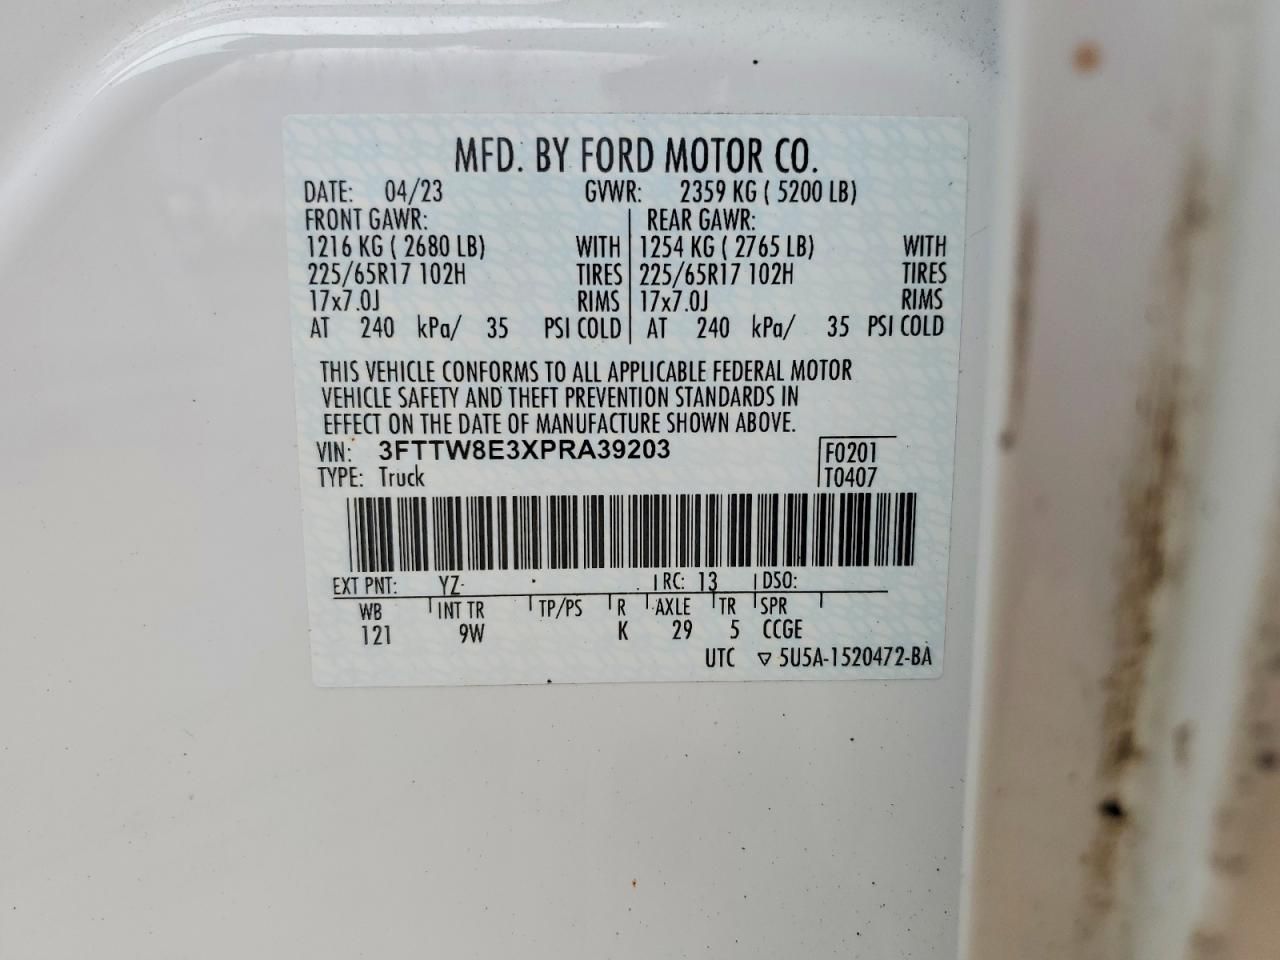 MFD. BY FORD MOTOR CO.
DATE: 04/23 GVWR: 2359 KG ( 5200 LB)
FRONT GAWR: REAR GAWR:
1216 KG ( 2680 LB) WITH 1254 KG ( 2765 LB) WITH
225/65R17 102H TIRES 225/65R17 102H TIRES
17x7.0J RIMS 17x7.0J RIMS
AT 240 kPa/ 35 PSI COLD AT 240 kPa/ 35 PSI COLD
THIS VEHICLE CONFORMS TO ALL APPLICABLE FEDERAL MOTOR
VEHICLE SAFETY AND THEFT PREVENTION STANDARDS IN
EFFECT ON THE DATE OF MANUFACTURE SHOWN ABOVE.
VIN: 3FTTW8E3XPRA39203 F0201
TYPE: Truck T0407
EXT PNT: YZ RC: 13 DSO:
WB INT TR TP/PS R AXLE TR SPR
121 9W K 29 5 CCGE
UTC ▽ 5U5A-1520472-BA